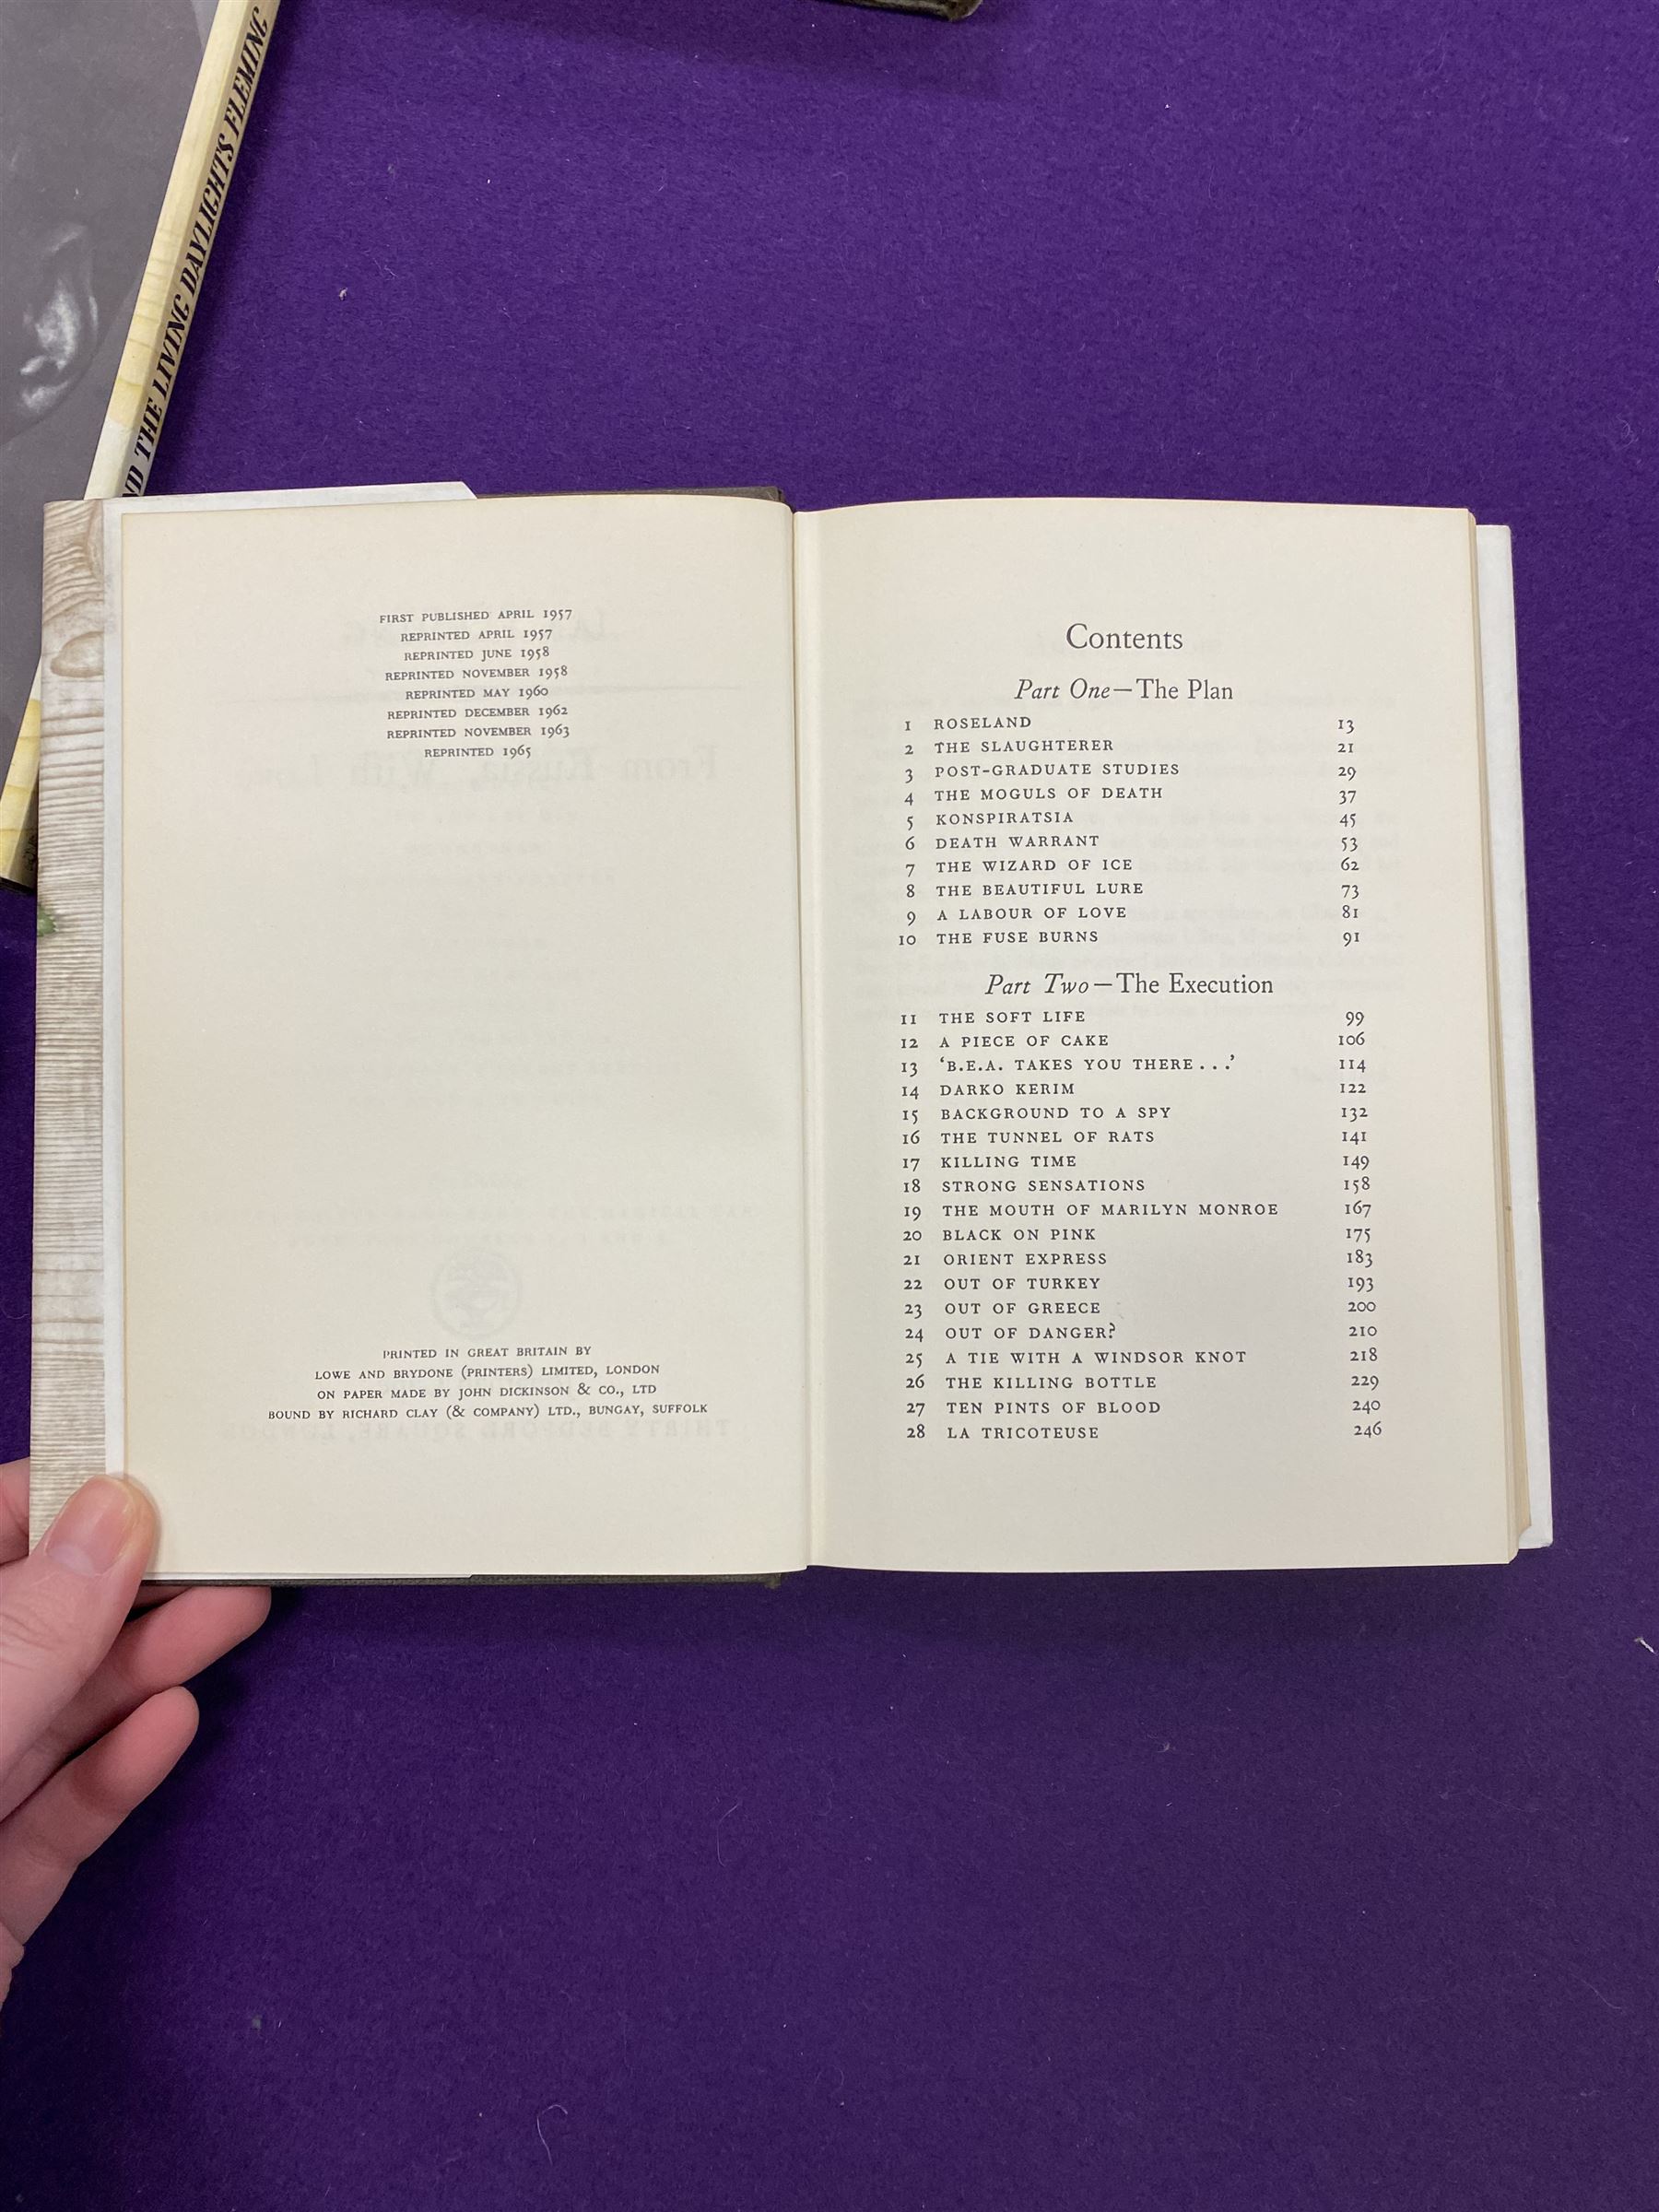 ND THE LIVING DAYLIGHTS FLEMING
FIRST PUBLISHED APRIL 1957
REPRINTED APRIL 1957
REPRINTED JUNE 1958
REPRINTED NOVEMBER 1958
REPRINTED MAY 1960
REPRINTED DECEMBER 1962
REPRINTED NOVEMBER 1963
REPRINTED 1965
PRINTED IN GREAT BRITAIN BY
LOWE AND BRYDONE (PRINTERS) LIMITED, LONDON
ON PAPER MADE BY JOHN DICKINSON & CO., LTD
BOUND BY RICHARD CLAY (& COMPANY) LTD., BUNGAY, SUFFOLK
Contents
Part One—The Plan
1 ROSELAND 13
2 THE SLAUGHTERER 21
3 POST-GRADUATE STUDIES 29
4 THE MOGULS OF DEATH 37
5 KONSPIRATSIA 45
6 DEATH WARRANT 53
7 THE WIZARD OF ICE 62
8 THE BEAUTIFUL LURE 73
9 A LABOUR OF LOVE 81
10 THE FUSE BURNS 91
Part Two—The Execution
11 THE SOFT LIFE 99
12 A PIECE OF CAKE 106
13 ‘B.E.A. TAKES YOU THERE...’ 114
14 DARKO KERIM 122
15 BACKGROUND TO A SPY 132
16 THE TUNNEL OF RATS 141
17 KILLING TIME 149
18 STRONG SENSATIONS 158
19 THE MOUTH OF MARILYN MONROE 167
20 BLACK ON PINK 175
21 ORIENT EXPRESS 183
22 OUT OF TURKEY 193
23 OUT OF GREECE 200
24 OUT OF DANGER? 210
25 A TIE WITH A WINDSOR KNOT 218
26 THE KILLING BOTTLE 229
27 TEN PINTS OF BLOOD 240
28 LA TRICOTEUSE 246